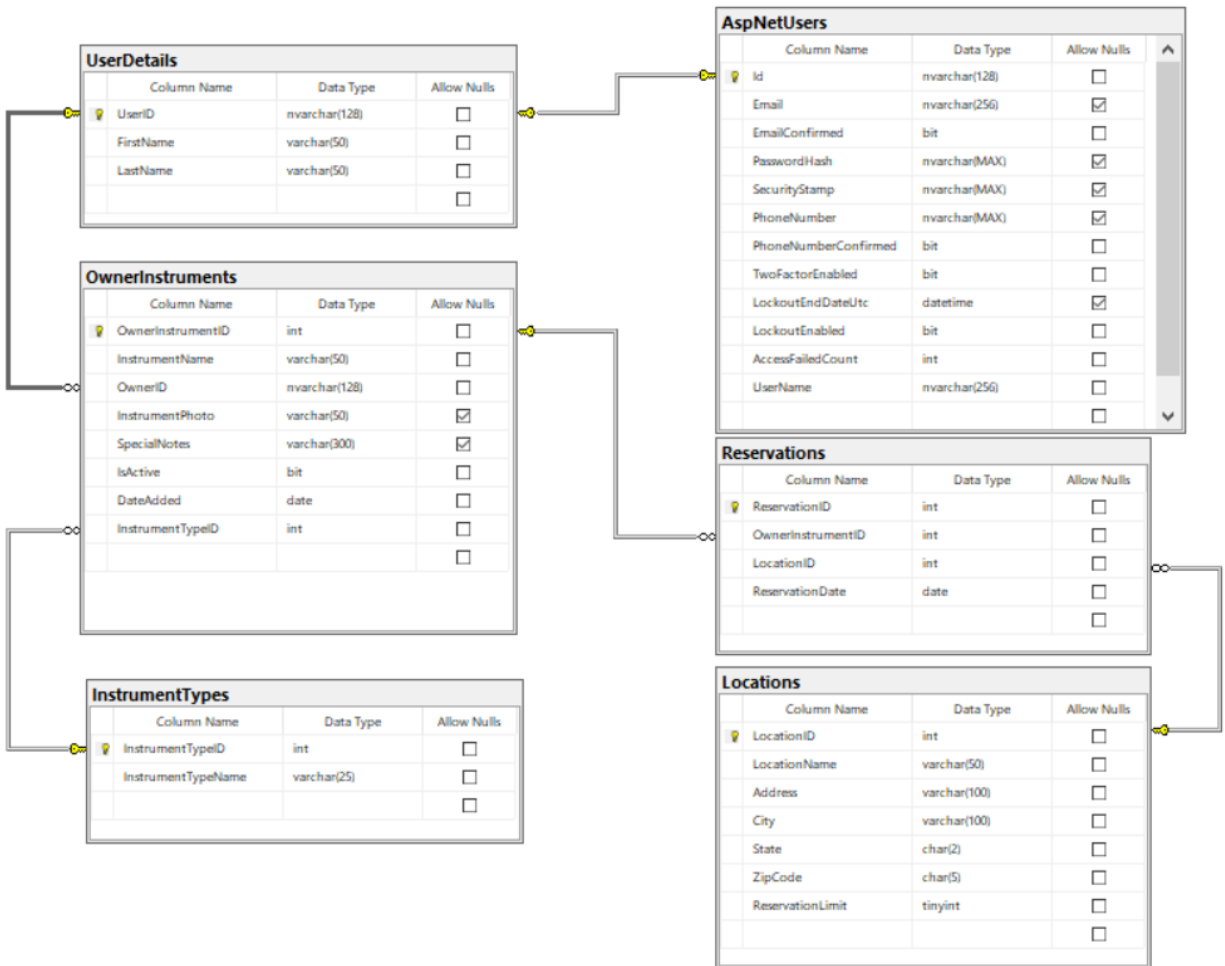 UserDetails
Column Name Data Type Allow Nulls
UserID nvarchar(128)
FirstName varchar(50)
LastName varchar(50)
OwnerInstruments
Column Name Data Type Allow Nulls
OwnerInstrumentID int
InstrumentName varchar(50)
OwnerID nvarchar(128)
InstrumentPhoto varchar(50)
SpecialNotes varchar(300)
IsActive bit
DateAdded date
InstrumentTypeID int
InstrumentTypes
Column Name Data Type Allow Nulls
InstrumentTypeID int
InstrumentTypeName varchar(25)
AspNetUsers
Column Name Data Type Allow Nulls
Id nvarchar(128)
Email nvarchar(256)
EmailConfirmed bit
PasswordHash nvarchar(MAX)
SecurityStamp nvarchar(MAX)
PhoneNumber nvarchar(MAX)
PhoneNumberConfirmed bit
TwoFactorEnabled bit
LockoutEndDateUtc datetime
LockoutEnabled bit
AccessFailedCount int
UserName nvarchar(256)
Reservations
Column Name Data Type Allow Nulls
ReservationID int
OwnerInstrumentID int
LocationID int
ReservationDate date
Locations
Column Name Data Type Allow Nulls
LocationID int
LocationName varchar(50)
Address varchar(100)
City varchar(100)
State char(2)
ZipCode char(5)
ReservationLimit tinyint